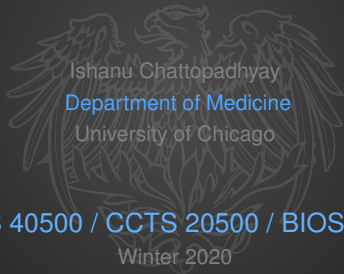 Ishanu Chattopadhyay
Department of Medicine
University of Chicago
40500 / CCTS 20500 / BIOS
Winter 2020